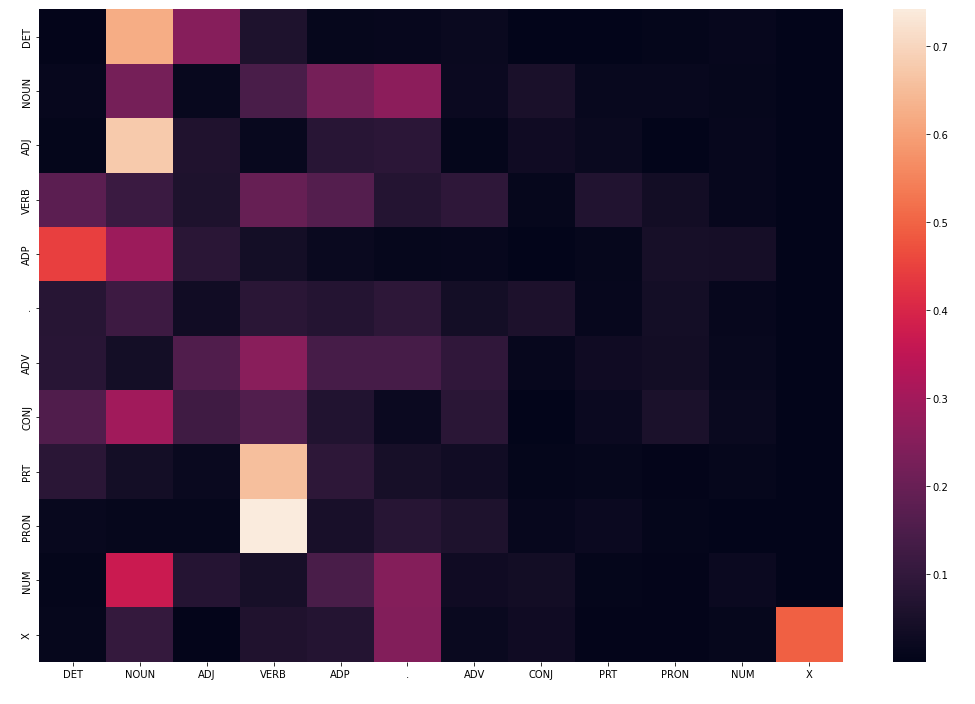 DET
NOUN
ADJ
VERB
ADP
.
ADV
CONJ
PRT
PRON
NUM
X
DET NOUN ADJ VERB ADP . ADV CONJ PRT PRON NUM X
0.7
0.6
0.5
0.4
0.3
0.2
0.1